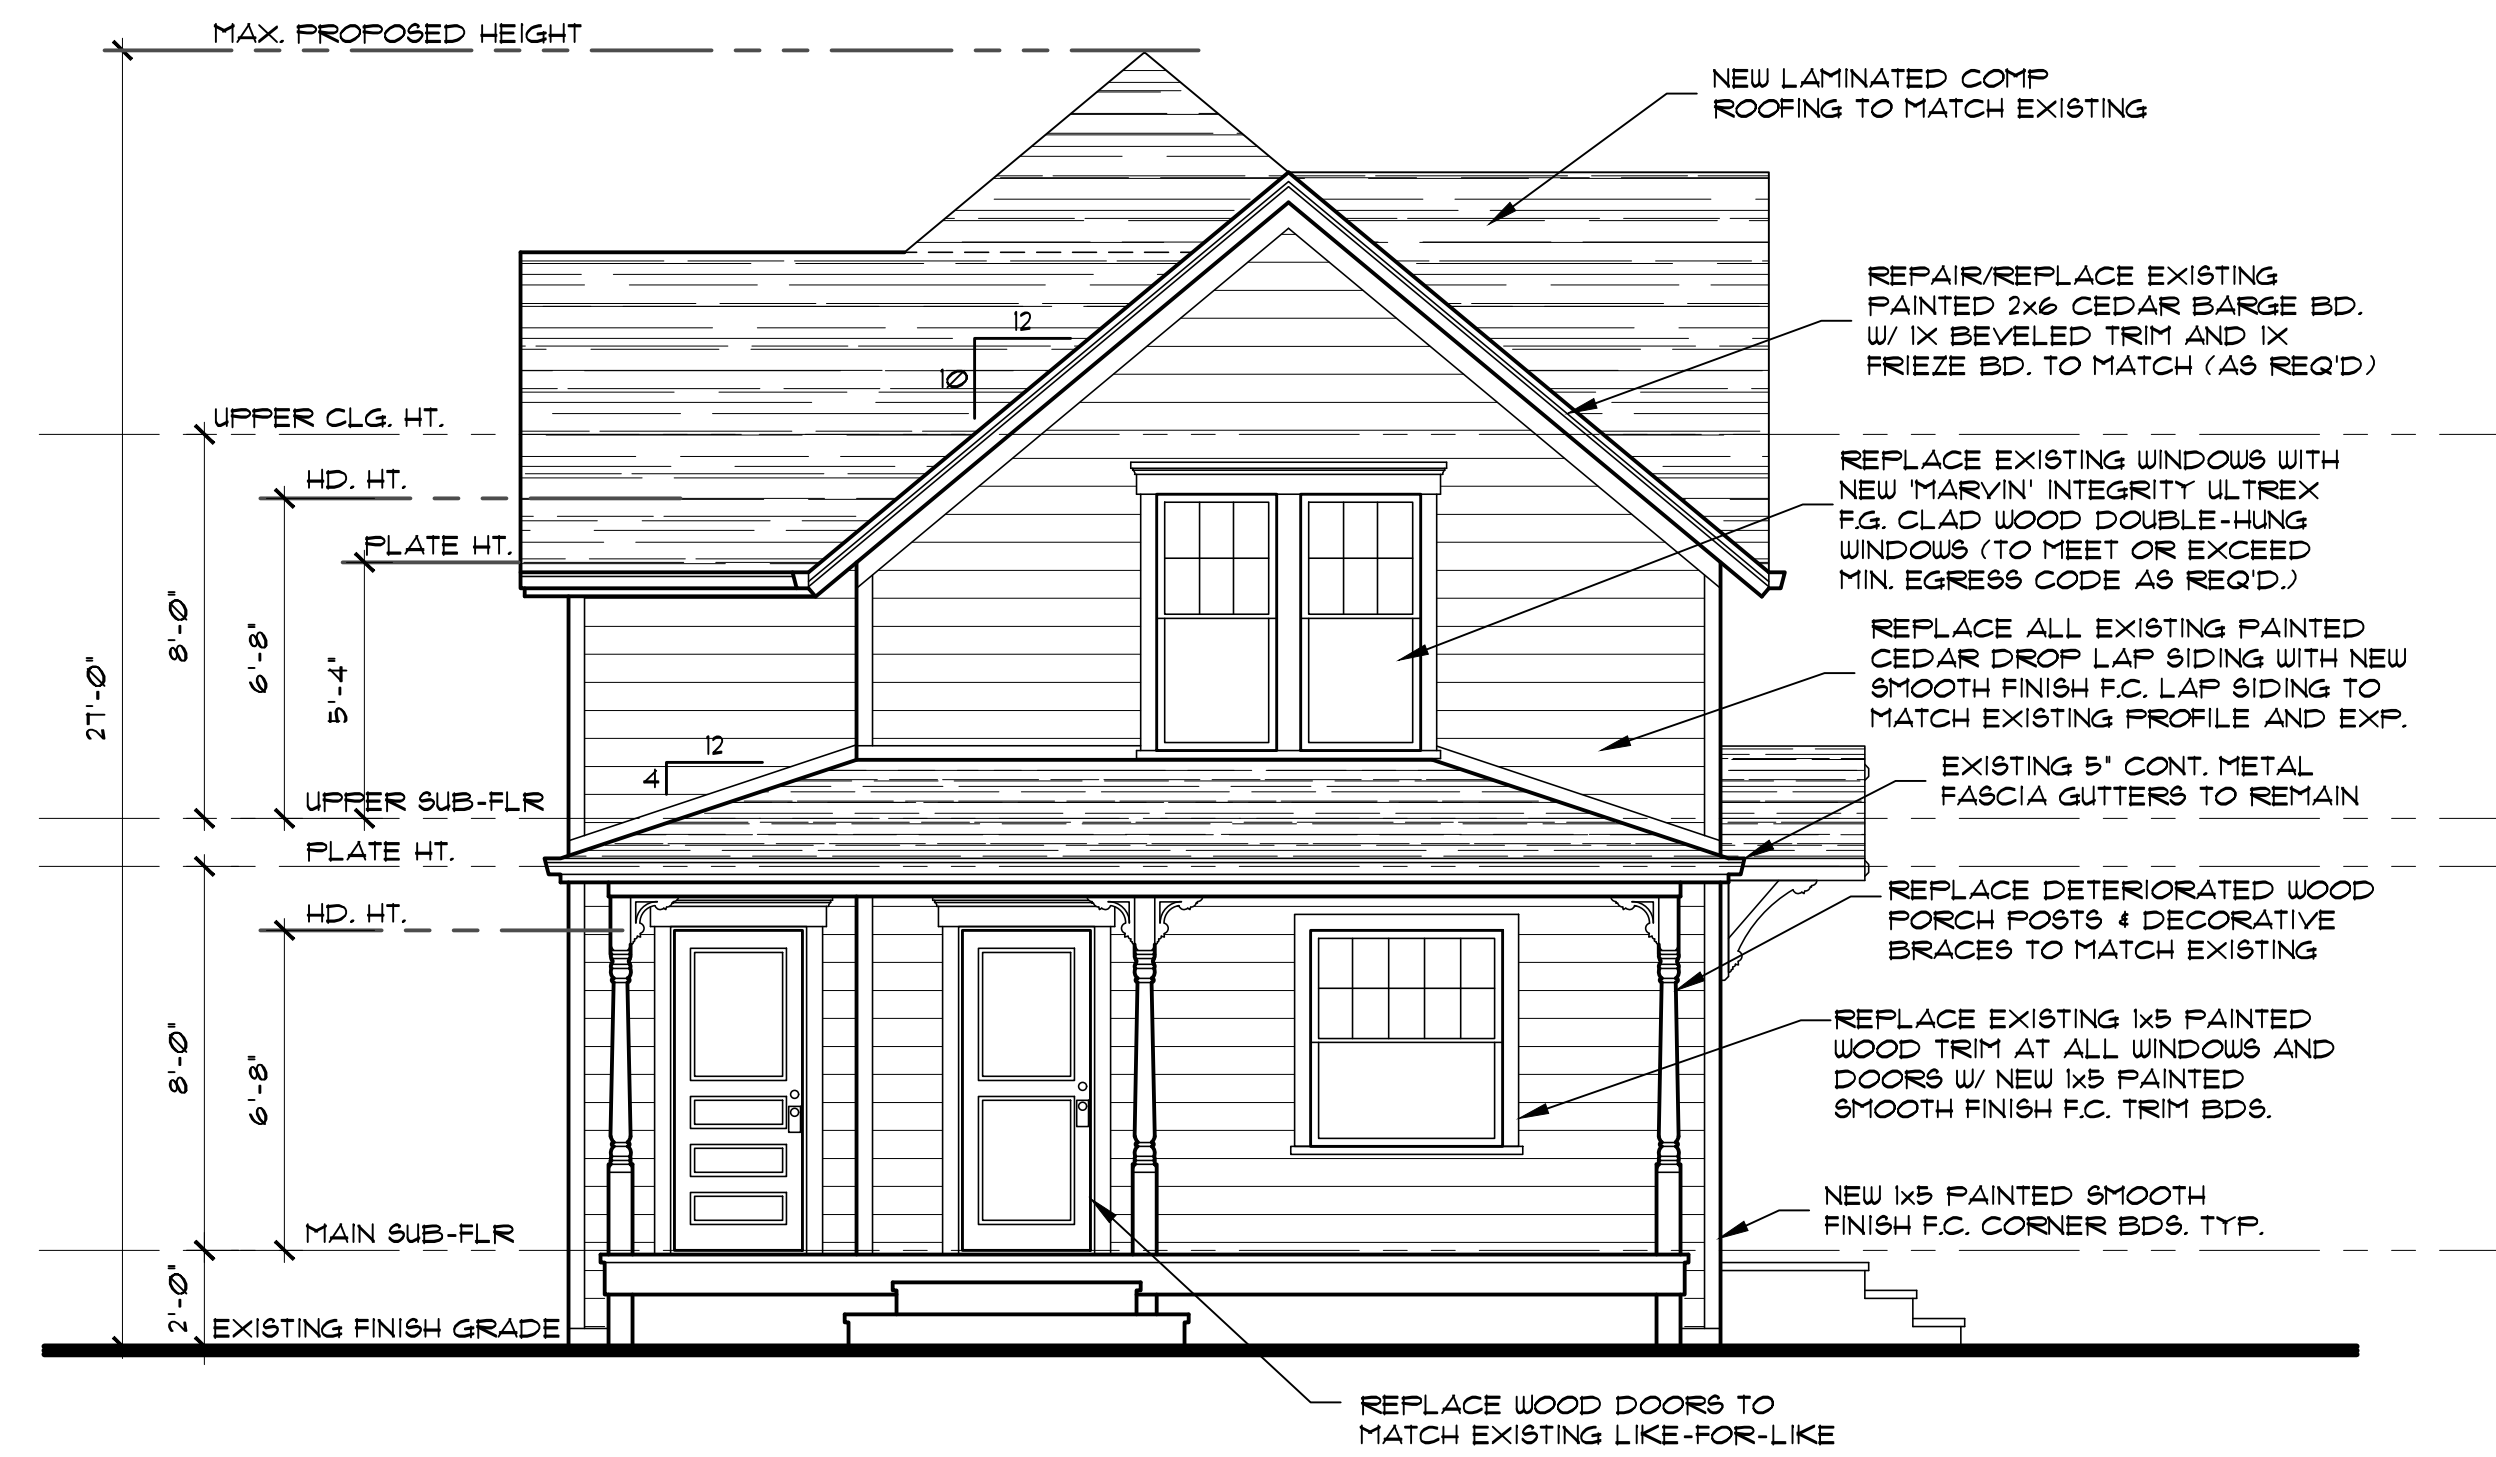 MAX. PROPOSED HEIGHT
NEW LAMINATED COMP
ROOFING TO MATCH EXISTING
REPAIR/REPLACE EXISTING
PAINTED 2x6 CEDAR BARGE BD.
W/ 1X BEVELED TRIM AND 1X
FRIEZE BD. TO MATCH (AS REQ'D)
12
10
UPPER CLG. HT.
HD. HT.
PLATE HT.
REPLACE EXISTING WINDOWS WITH
NEW 'MARVIN' INTEGRITY ULTREX
F.G. CLAD WOOD DOUBLE-HUNG
WINDOWS (TO MEET OR EXCEED
MIN. EGRESS CODE AS REQ'D.)
27'-0"
8'-0"
6'-8"
5'-4"
REPLACE ALL EXISTING PAINTED
CEDAR DROP LAP SIDING WITH NEW
SMOOTH FINISH F.C. LAP SIDING TO
MATCH EXISTING PROFILE AND EXP.
12
4
EXISTING 5" CONT. METAL
FASCIA GUTTERS TO REMAIN
UPPER SUB-FLR
PLATE HT.
HD. HT.
REPLACE DETERIORATED WOOD
PORCH POSTS & DECORATIVE
BRACES TO MATCH EXISTING
8'-0"
6'-8"
REPLACE EXISTING 1x5 PAINTED
WOOD TRIM AT ALL WINDOWS AND
DOORS W/ NEW 1x5 PAINTED
SMOOTH FINISH F.C. TRIM BDS.
NEW 1x5 PAINTED SMOOTH
FINISH F.C. CORNER BDS. TYP.
MAIN SUB-FLR
2'-0"
EXISTING FINISH GRADE
REPLACE WOOD DOORS TO
MATCH EXISTING LIKE-FOR-LIKE